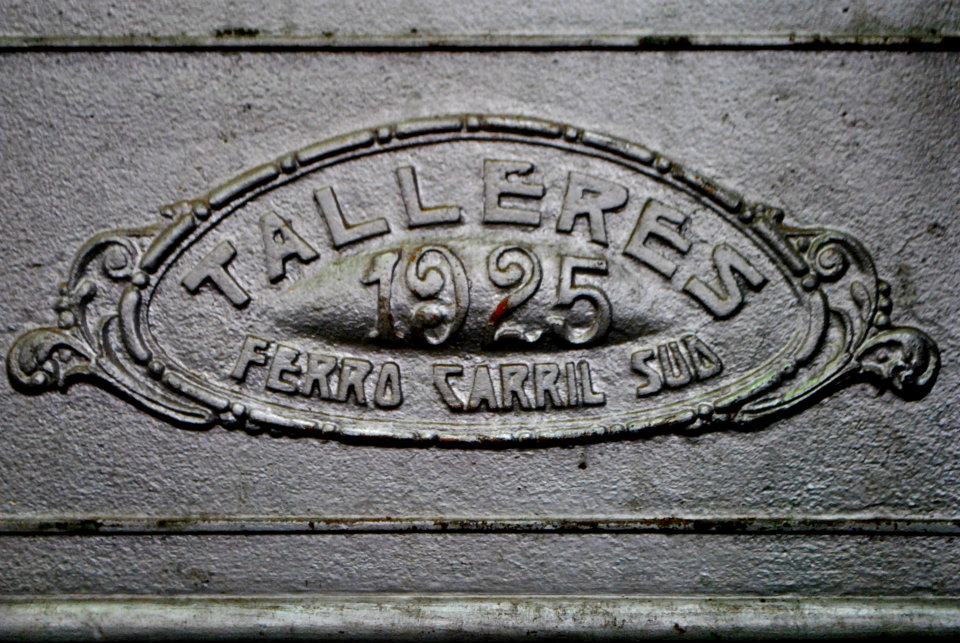 TALLERES
1925
FERRO CARRIL SUD